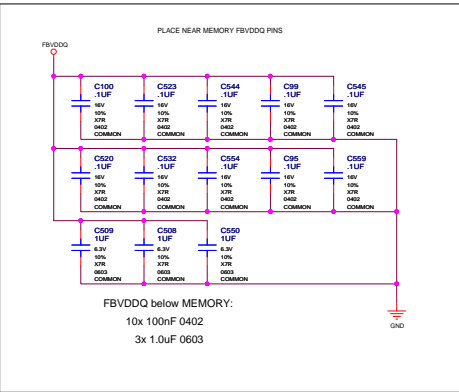 PLACE NEAR MEMORY FBVDDQ PINS
FBVDDQ
C100 C523 C544 C99 C545
.1UF .1UF .1UF .1UF .1UF
16V 16V 16V 16V 16V
10% 10% 10% 10% 10%
X7R X7R X7R X7R X7R
0402 0402 0402 0402 0402
COMMON COMMON COMMON COMMON COMMON
C520 C532 C554 C95 C559
.1UF .1UF .1UF .1UF .1UF
16V 16V 16V 16V 16V
10% 10% 10% 10% 10%
X7R X7R X7R X7R X7R
0402 0402 0402 0402 0402
COMMON COMMON COMMON COMMON COMMON
C509 C508 C550
1UF 1UF 1UF
6.3V 6.3V 6.3V
10% 10% 10%
X7R X7R X7R
0603 0603 0603
COMMON COMMON COMMON
FBVDDQ below MEMORY:
10x 100nF 0402
3x 1.0uF 0603
GND